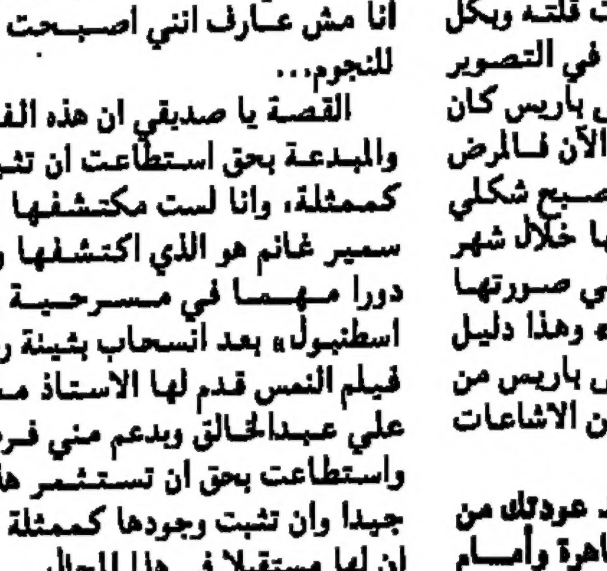 ت قلته وبكل
في التصوير
باريس كان
الآن فالمرض
صبح شكلي
ها خلال شهر
في صورتها
وهذا دليل
باريس من
ن الاشاعات
عودتك من
اهرة وأمام
انا مش عارف انني اصبحت
للنجوم...
القصة يا صديقي ان هذه الف
والمبدعة بحق استطاعت ان تثب
كممثلة، وانا لست مكتشفها
سمير غانم هو الذي اكتشفها و
دورا مهما في مسرحية
اسطنبول» بعد انسحاب بثينة ر
فيلم النمس قدم لها الاستاذ مـ
علي عبدالخالق وبدعم مني فر
واستطاعت بحق ان تستثمر هذ
جيدا وان تثبت وجودها كممثلة
ان لها مستقبلا في هذا المجال